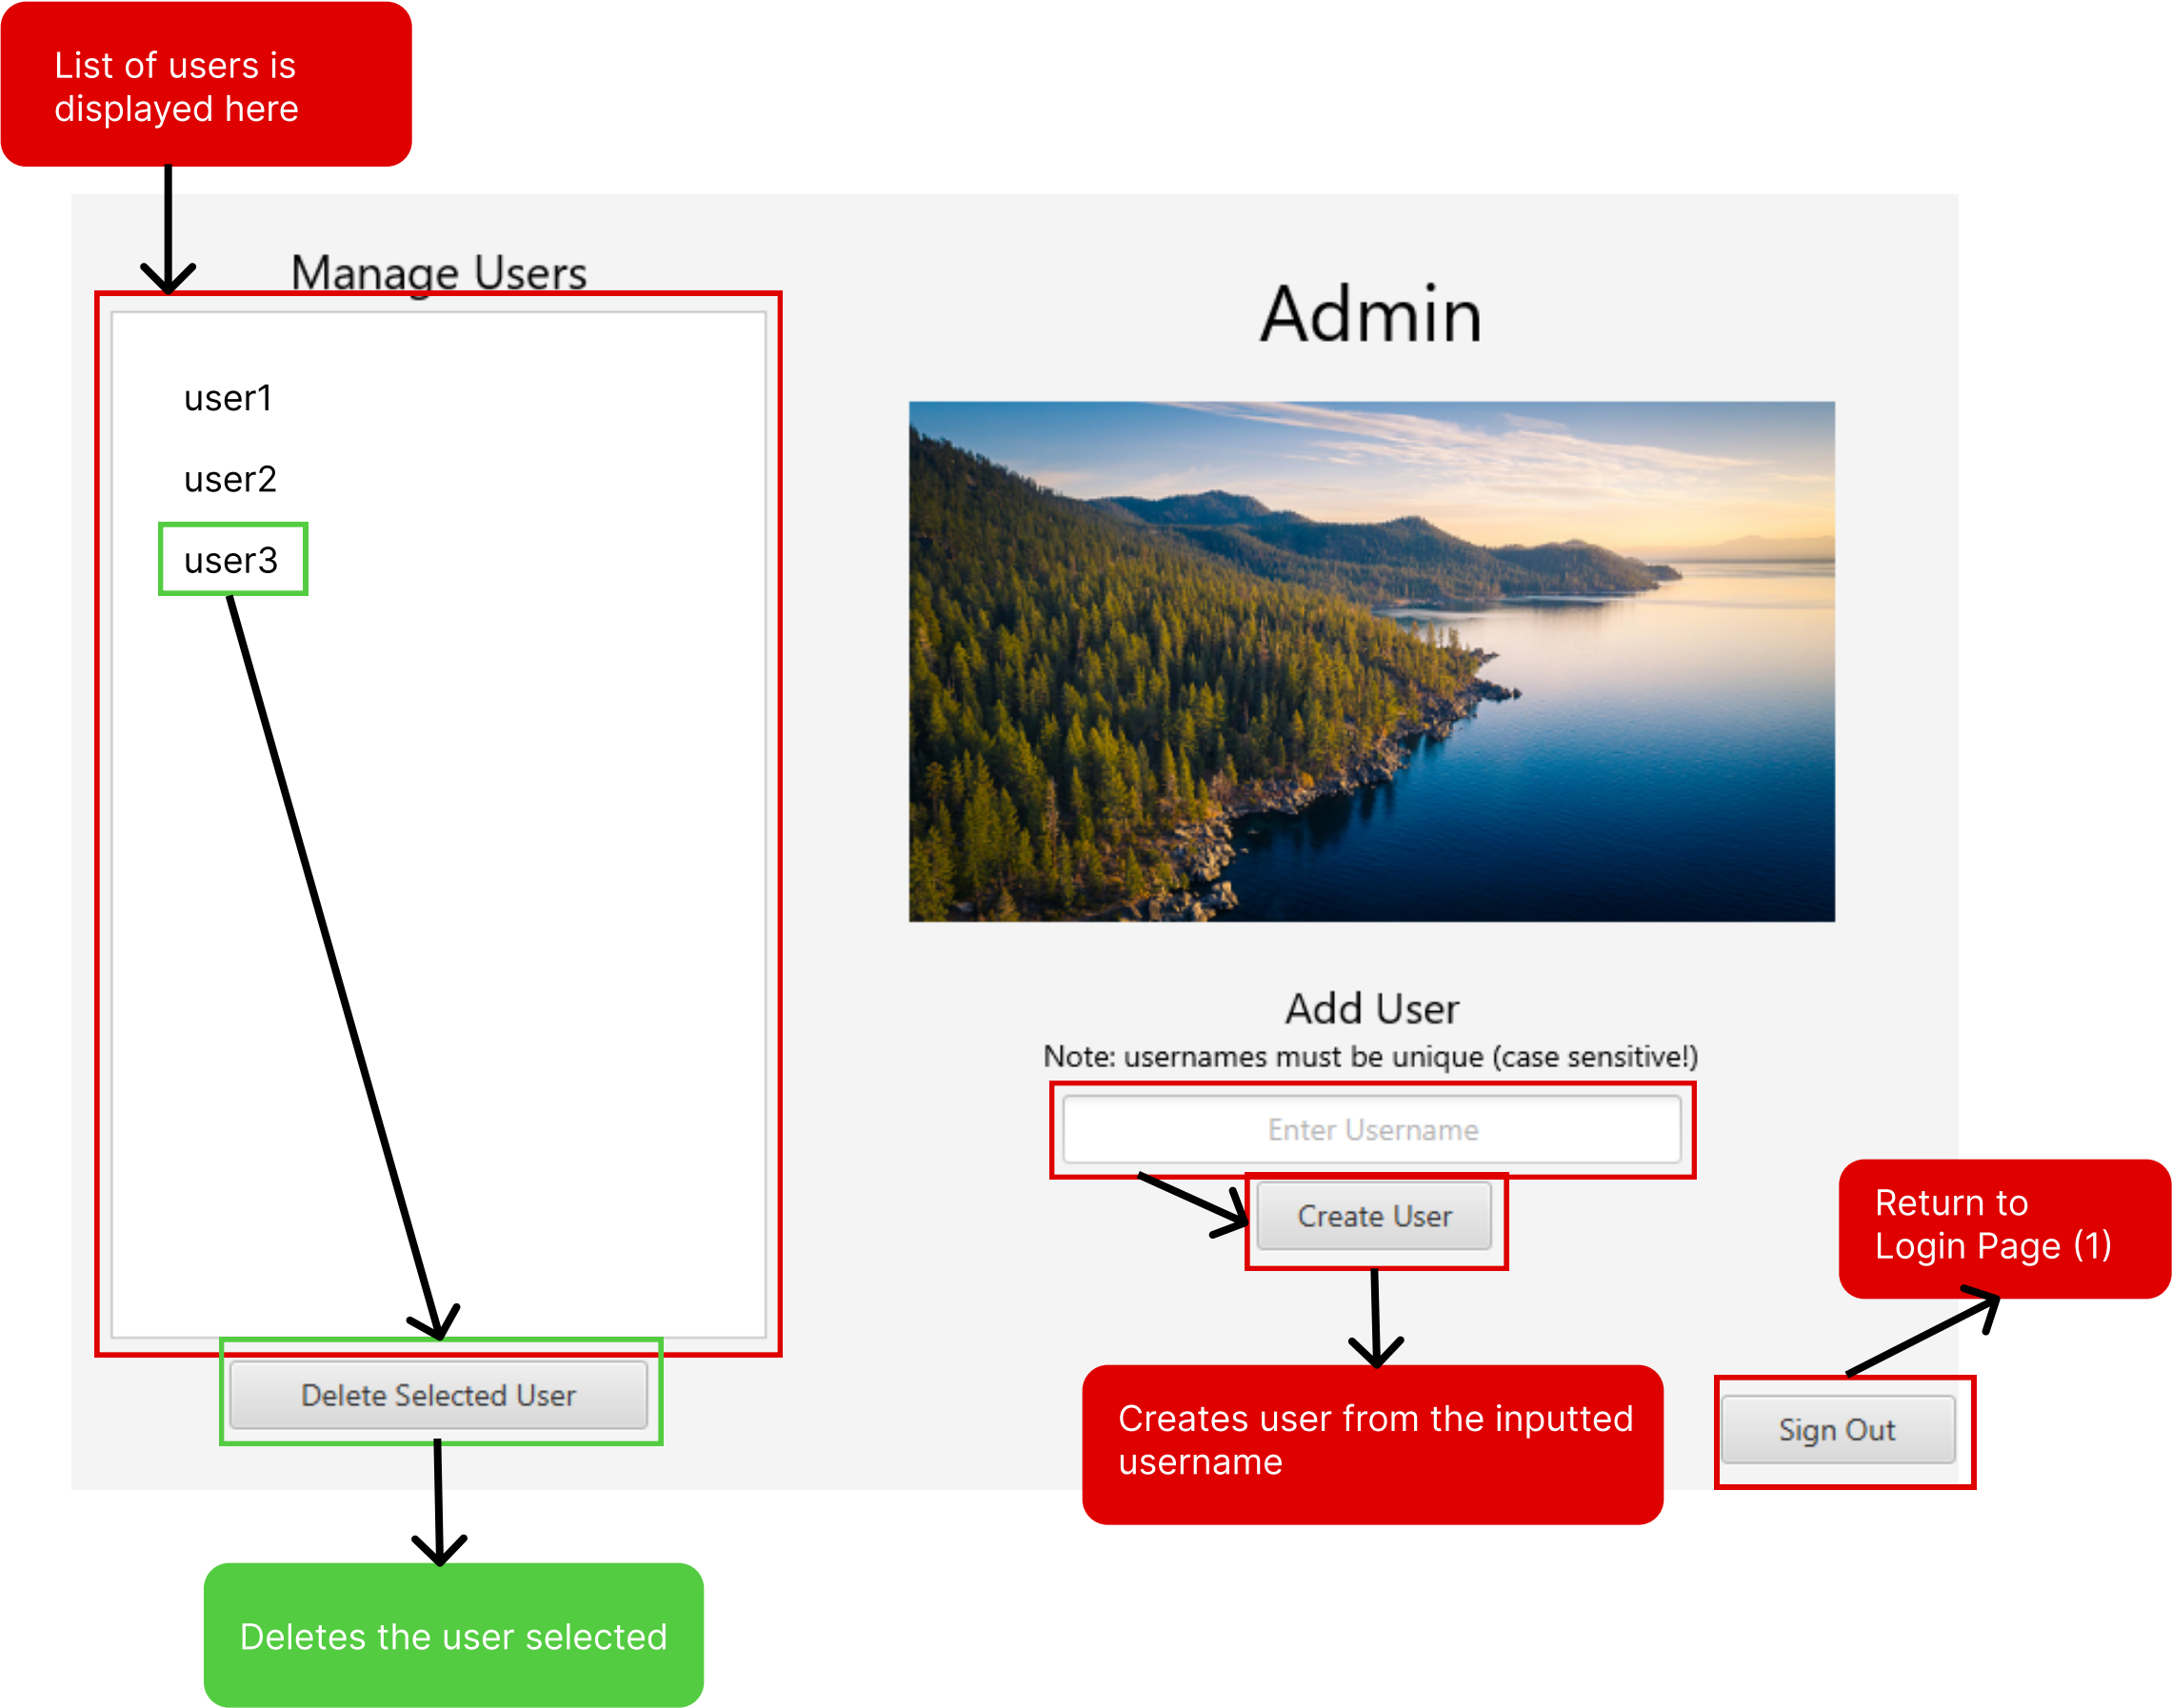 List of users is
displayed here
Manage Users
user1
user2
user3
Delete Selected User
Deletes the user selected
Admin
Add User
Note: usernames must be unique (case sensitive!)
Enter Username
Create User
Creates user from the inputted
username
Return to
Login Page (1)
Sign Out